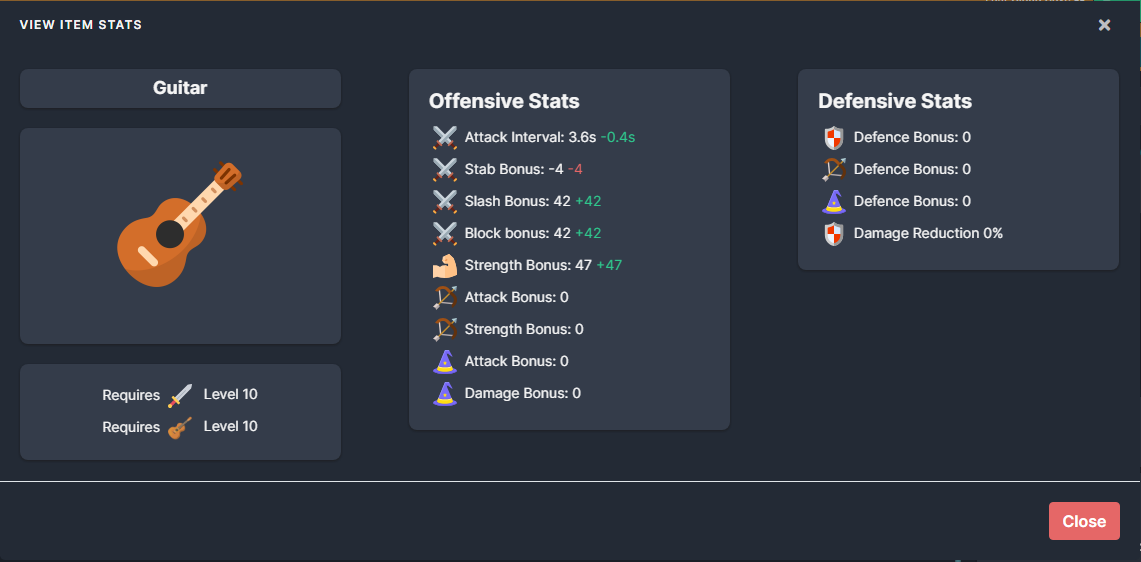 VIEW ITEM STATS
Guitar
Requires Level 10
Requires Level 10
Offensive Stats
Attack Interval: 3.6s -0.4s
Stab Bonus: -4 -4
Slash Bonus: 42 +42
Block bonus: 42 +42
Strength Bonus: 47 +47
Attack Bonus: 0
Strength Bonus: 0
Attack Bonus: 0
Damage Bonus: 0
Defensive Stats
Defence Bonus: 0
Defence Bonus: 0
Defence Bonus: 0
Damage Reduction 0%
Close